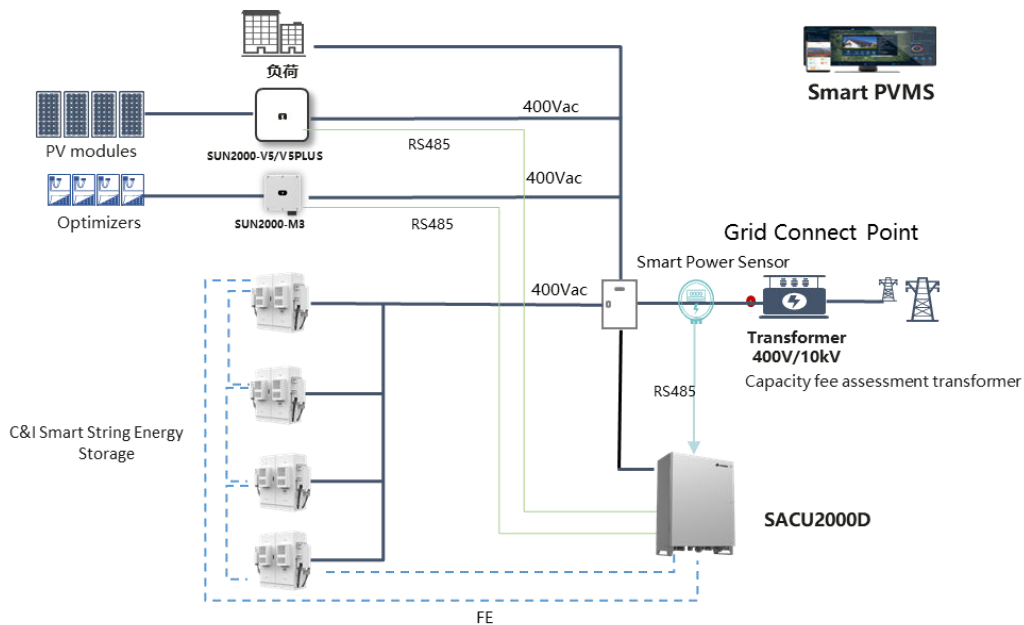 负荷
Smart PVMS
400Vac
PV modules
RS485
SUN2000-V5/V5PLUS
400Vac
Optimizers
SUN2000-M3
RS485
Grid Connect Point
Smart Power Sensor
400Vac
Transformer
400V/10kV
Capacity fee assessment transformer
RS485
C&I Smart String Energy
Storage
SACU2000D
FE